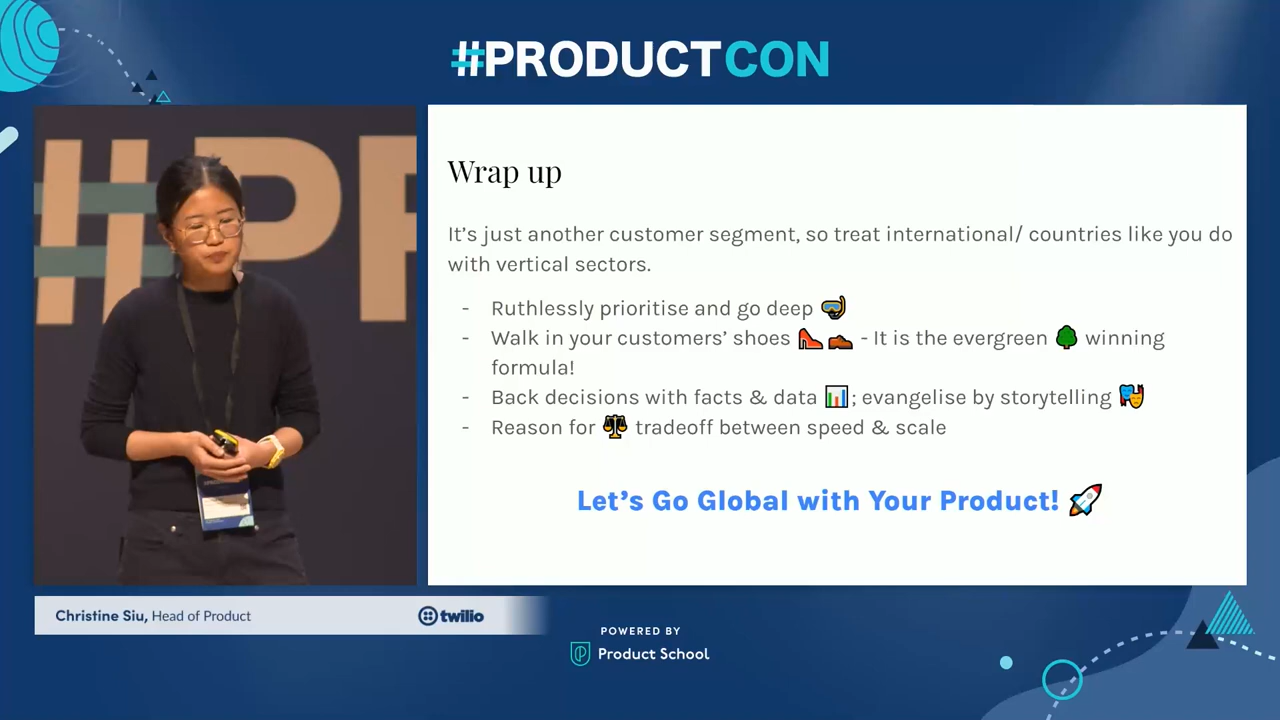 #PRODUCTCON
#PR
Wrap up
It's just another customer segment, so treat international/ countries like you do
with vertical sectors.
- Ruthlessly prioritise and go deep 🤿
- Walk in your customers' shoes 👠👞 - It is the evergreen 🌳 winning
formula!
- Back decisions with facts & data 📊; evangelise by storytelling 🎭
- Reason for ⚖️ tradeoff between speed & scale
Let's Go Global with Your Product! 🚀
Christine Siu, Head of Product
twilio
POWERED BY
Product School